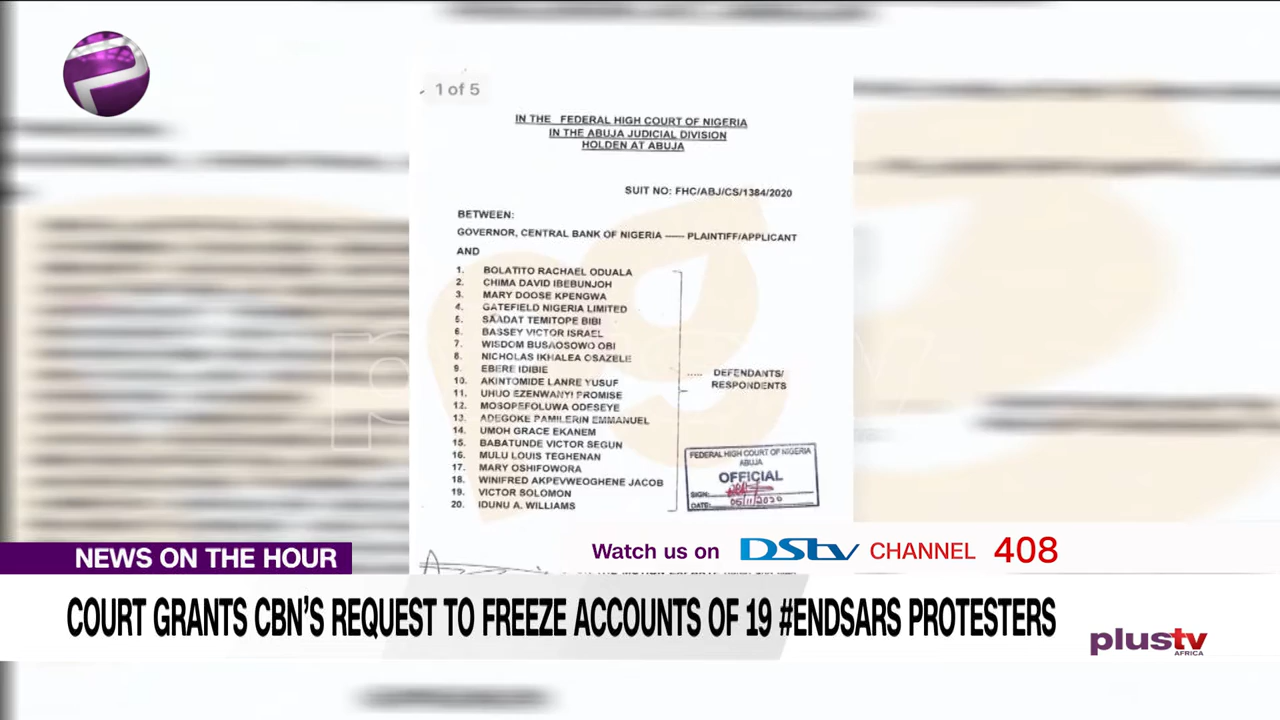 1 of 5
IN THE FEDERAL HIGH COURT OF NIGERIA
IN THE ABUJA JUDICIAL DIVISION
HOLDEN AT ABUJA
SUIT NO: FHC/ABJ/CS/1384/2020
BETWEEN:
GOVERNOR, CENTRAL BANK OF NIGERIA —— PLAINTIFF/APPLICANT
AND
1. BOLATITO RACHAEL ODUALA
2. CHIMA DAVID IBEBUNJOH
3. MARY DOOSE KPENGWA
4. GATEFIELD NIGERIA LIMITED
5. SAADAT TEMITOPE BIBI
6. BASSEY VICTOR ISRAEL
7. WISDOM BUSAOSOWO OBI
8. NICHOLAS IKHALEA OSAZELE
9. EBERE IDIBIE
10. AKINTOMIDE LANRE YUSUF
11. UHUO EZENWANYI PROMISE
12. MOSOPEFOLUWA ODESEYE
13. ADEGOKE PAMILERIN EMMANUEL
14. UMOH GRACE EKANEM
15. BABATUNDE VICTOR SEGUN
16. MULU LOUIS TEGHENAN
17. MARY OSHIFOWORA
18. WINIFRED AKPEVWEOGHENE JACOB
19. VICTOR SOLOMON
20. IDUNU A. WILLIAMS
..... DEFENDANTS/
RESPONDENTS
FEDERAL HIGH COURT OF NIGERIA
ABUJA
OFFICIAL
SIGN:
DATE: 05/11/2020
Watch us on DStv CHANNEL 408
NEWS ON THE HOUR
COURT GRANTS CBN'S REQUEST TO FREEZE ACCOUNTS OF 19 #ENDSARS PROTESTERS
plustv
AFRICA